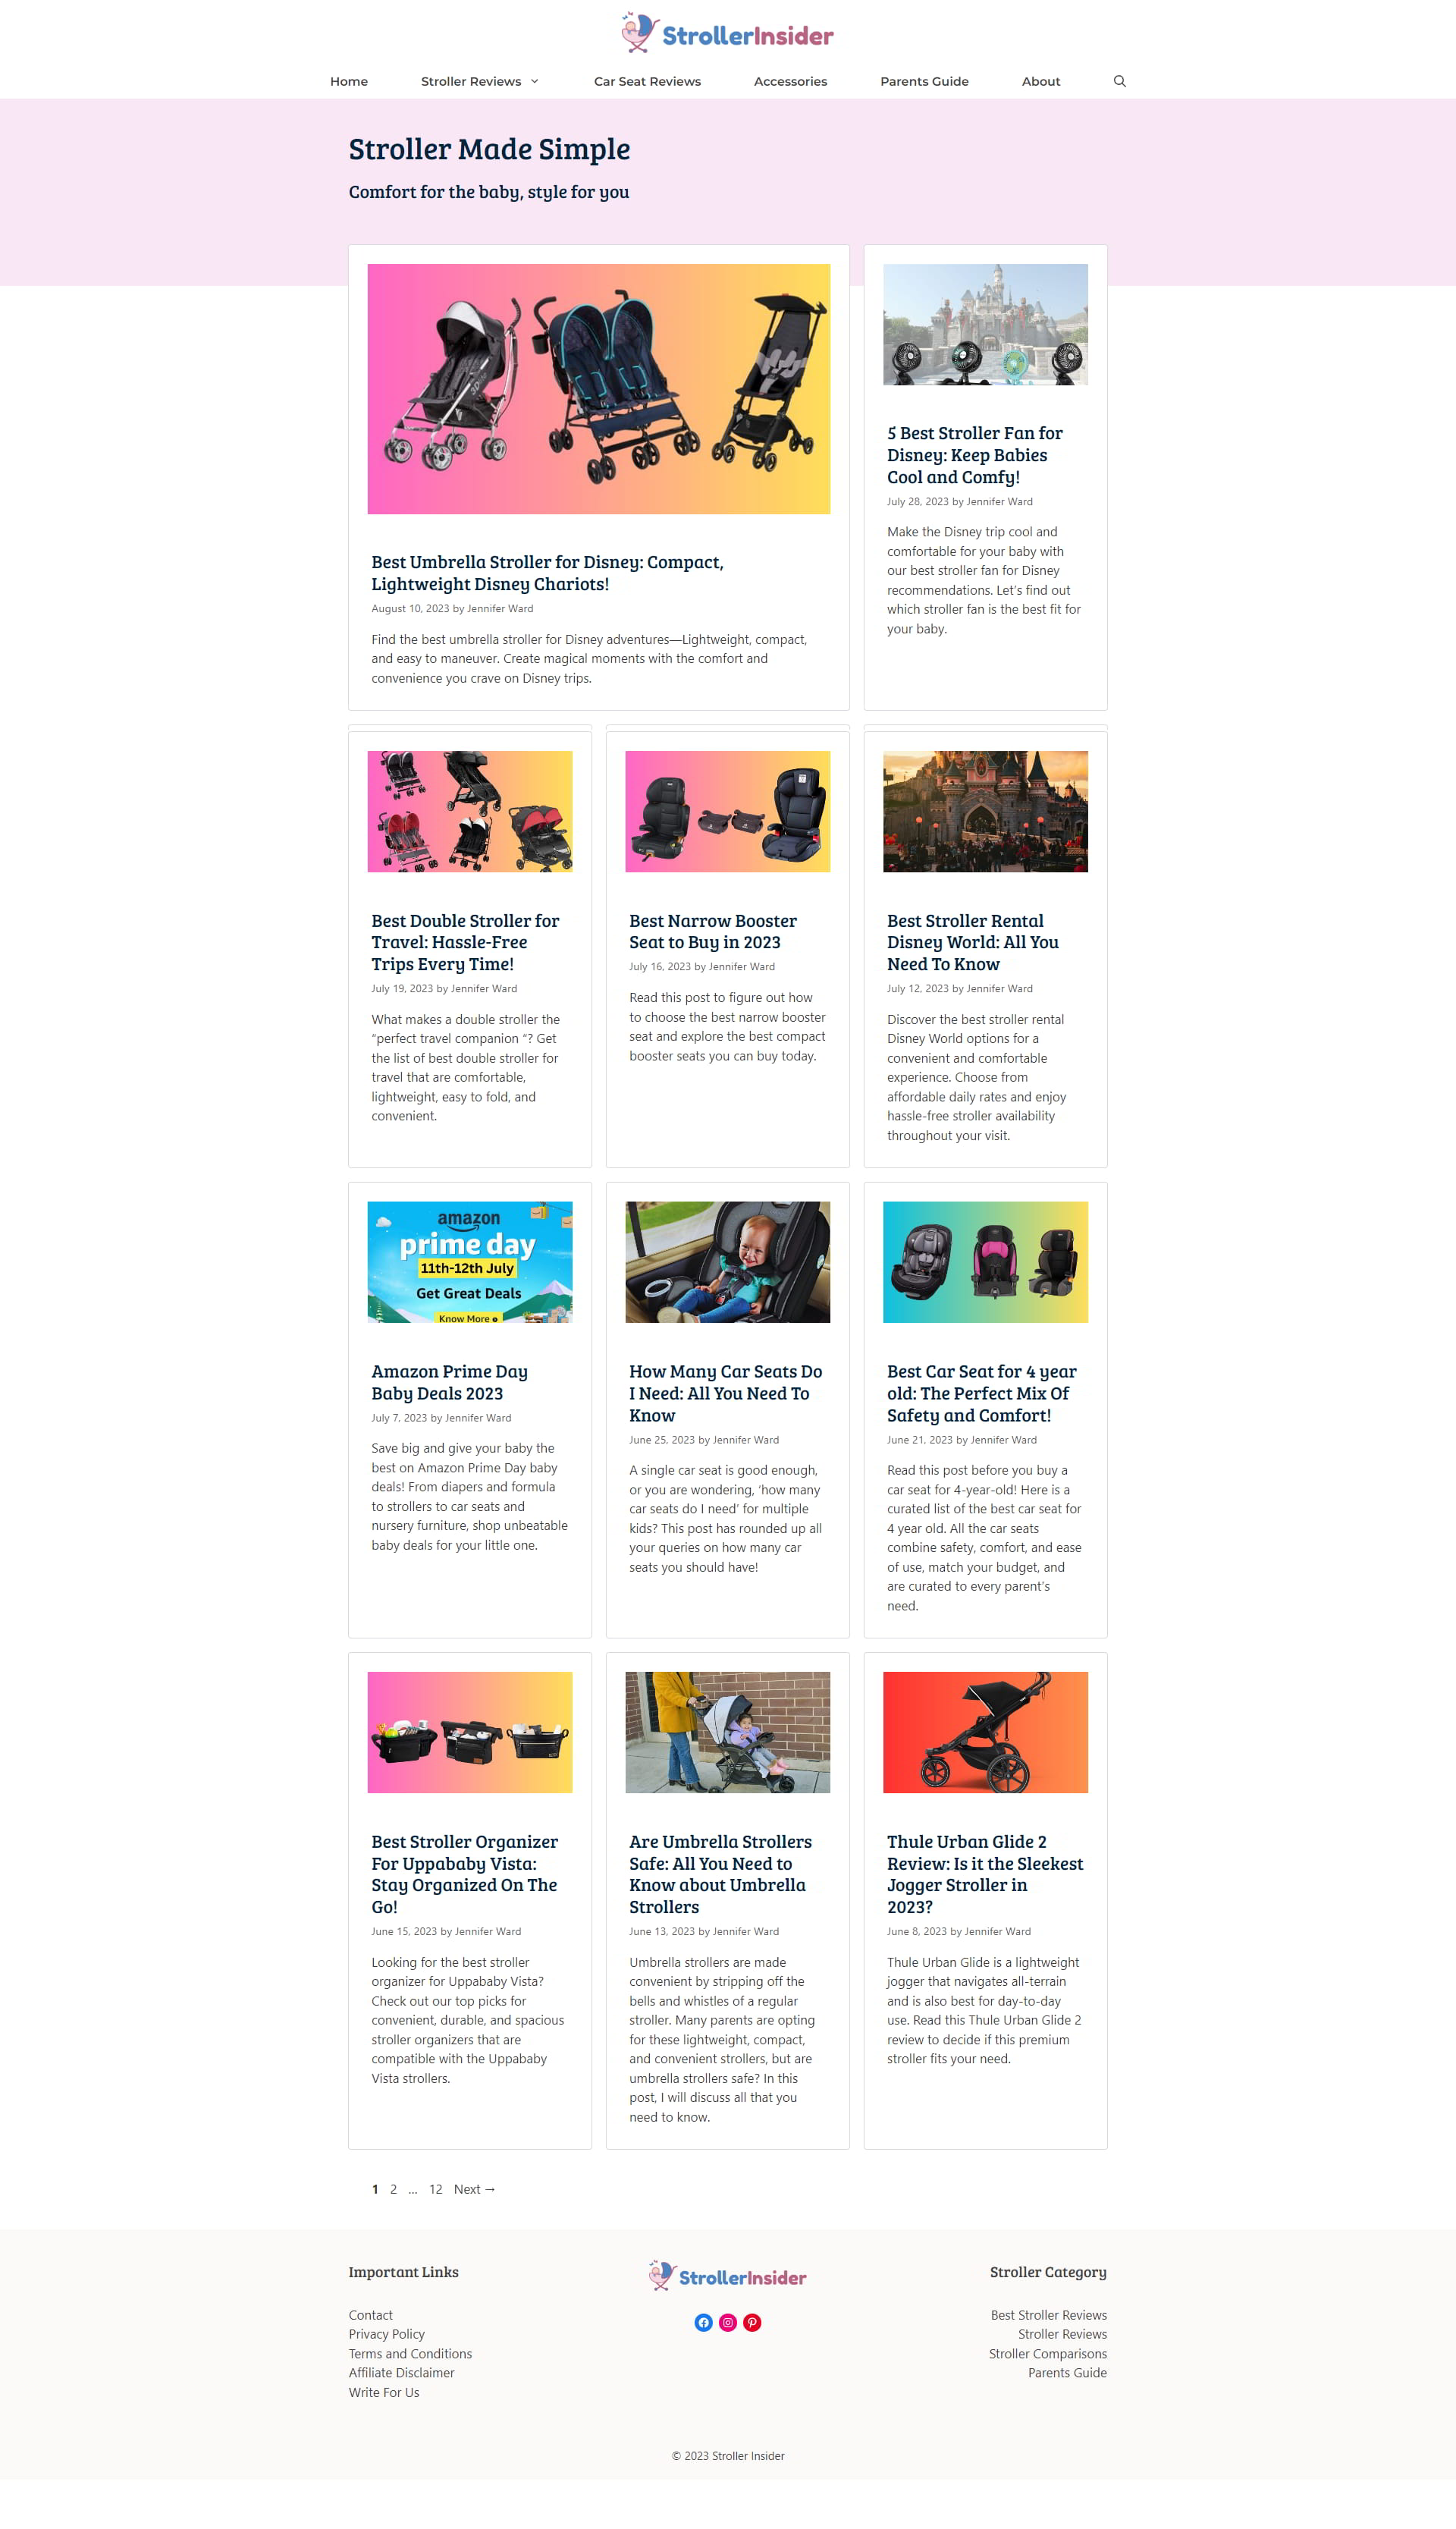 StrollerInsider
Home
Stroller Reviews
Car Seat Reviews
Accessories
Parents Guide
About
Stroller Made Simple
Comfort for the baby, style for you
Best Umbrella Stroller for Disney: Compact,
Lightweight Disney Chariots!
August 10, 2023 by Jennifer Ward
Find the best umbrella stroller for Disney adventures—Lightweight, compact,
and easy to maneuver. Create magical moments with the comfort and
convenience you crave on Disney trips.
5 Best Stroller Fan for
Disney: Keep Babies
Cool and Comfy!
July 28, 2023 by Jennifer Ward
Make the Disney trip cool and
comfortable for your baby with
our best stroller fan for Disney
recommendations. Let's find out
which stroller fan is the best fit for
your baby.
Best Double Stroller for
Travel: Hassle-Free
Trips Every Time!
July 19, 2023 by Jennifer Ward
What makes a double stroller the
“perfect travel companion “? Get
the list of best double stroller for
travel that are comfortable,
lightweight, easy to fold, and
convenient.
Best Narrow Booster
Seat to Buy in 2023
July 16, 2023 by Jennifer Ward
Read this post to figure out how
to choose the best narrow booster
seat and explore the best compact
booster seats you can buy today.
Best Stroller Rental
Disney World: All You
Need To Know
July 12, 2023 by Jennifer Ward
Discover the best stroller rental
Disney World options for a
convenient and comfortable
experience. Choose from
affordable daily rates and enjoy
hassle-free stroller availability
throughout your visit.
amazon
prime day
11th-12th July
Get Great Deals
Know More
Amazon Prime Day
Baby Deals 2023
July 7, 2023 by Jennifer Ward
Save big and give your baby the
best on Amazon Prime Day baby
deals! From diapers and formula
to strollers to car seats and
nursery furniture, shop unbeatable
baby deals for your little one.
How Many Car Seats Do
I Need: All You Need To
Know
June 25, 2023 by Jennifer Ward
A single car seat is good enough,
or you are wondering, ‘how many
car seats do I need’ for multiple
kids? This post has rounded up all
your queries on how many car
seats you should have!
Best Car Seat for 4 year
old: The Perfect Mix Of
Safety and Comfort!
June 21, 2023 by Jennifer Ward
Read this post before you buy a
car seat for 4-year-old! Here is a
curated list of the best car seat for
4 year old. All the car seats
combine safety, comfort, and ease
of use, match your budget, and
are curated to every parent's
need.
Best Stroller Organizer
For Uppababy Vista:
Stay Organized On The
Go!
June 15, 2023 by Jennifer Ward
Looking for the best stroller
organizer for Uppababy Vista?
Check out our top picks for
convenient, durable, and spacious
stroller organizers that are
compatible with the Uppababy
Vista strollers.
Are Umbrella Strollers
Safe: All You Need to
Know about Umbrella
Strollers
June 13, 2023 by Jennifer Ward
Umbrella strollers are made
convenient by stripping off the
bells and whistles of a regular
stroller. Many parents are opting
for these lightweight, compact,
and convenient strollers, but are
umbrella strollers safe? In this
post, I will discuss all that you
need to know.
Thule Urban Glide 2
Review: Is it the Sleekest
Jogger Stroller in
2023?
June 8, 2023 by Jennifer Ward
Thule Urban Glide is a lightweight
jogger that navigates all-terrain
and is also best for day-to-day
use. Read this Thule Urban Glide 2
review to decide if this premium
stroller fits your need.
1 2 … 12 Next →
Important Links
Contact
Privacy Policy
Terms and Conditions
Affiliate Disclaimer
Write For Us
StrollerInsider
Stroller Category
Best Stroller Reviews
Stroller Reviews
Stroller Comparisons
Parents Guide
© 2023 Stroller Insider